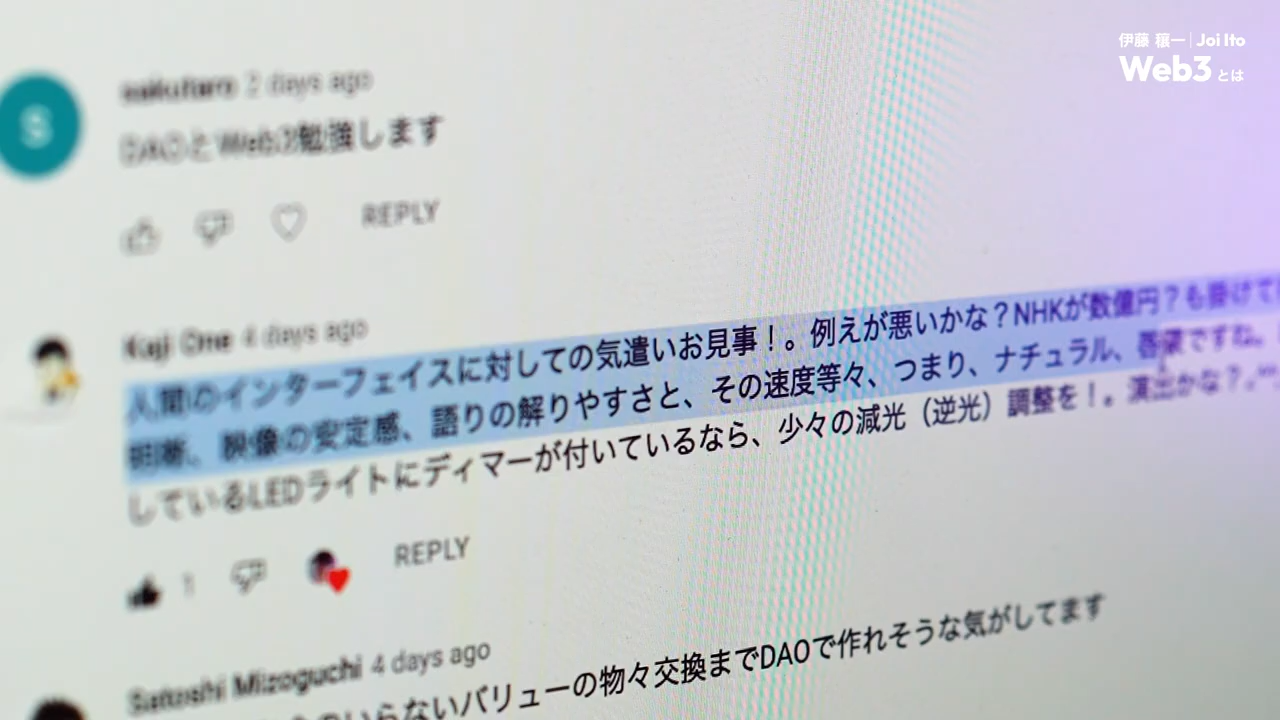 伊藤 穰一 | Joi Ito
Web3 とは
S
sakutaro 2 days ago
DAOとWeb3勉強します
REPLY
Kaji One 4 days ago
人間のインターフェイスに対しての気遣いお見事！。例えが悪いかな？NHKが数億円？も掛けて
明晰、映像の安定感、語りの解りやすさと、その速度等々、つまり、ナチュラル、ですね。
しているLEDライトにディマーが付いているなら、少々の減光（逆光）調整を！。演出かな？
1
REPLY
Satoshi Mizoguchi 4 days ago
のいらないバリューの物々交換までDAOで作れそうな気がしてます